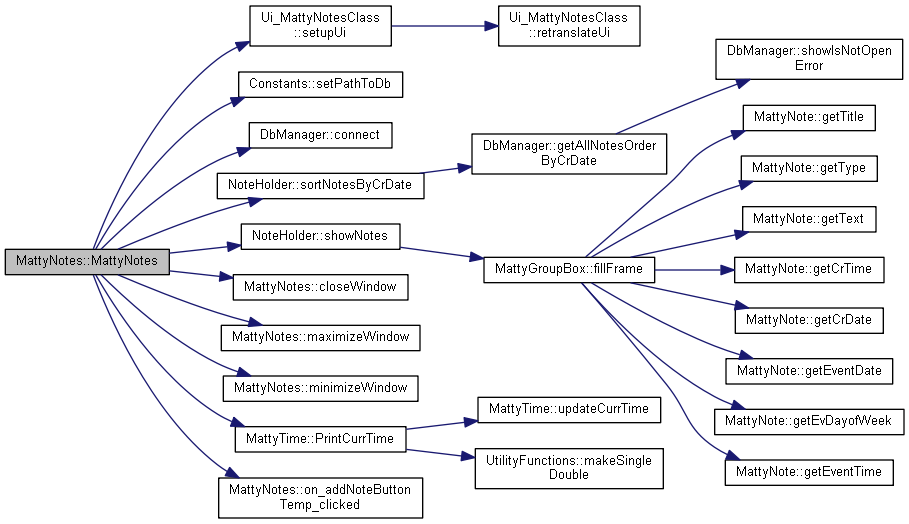 MattyNotes::MattyNotes
Ui_MattyNotesClass
::setupUi
Constants::setPathToDb
DbManager::connect
NoteHolder::sortNotesByCrDate
NoteHolder::showNotes
MattyNotes::closeWindow
MattyNotes::maximizeWindow
MattyNotes::minimizeWindow
MattyTime::PrintCurrTime
MattyNotes::on_addNoteButton
Temp_clicked
Ui_MattyNotesClass
::retranslateUi
DbManager::getAllNotesOrder
ByCrDate
MattyGroupBox::fillFrame
MattyTime::updateCurrTime
UtilityFunctions::makeSingle
Double
DbManager::showIsNotOpen
Error
MattyNote::getTitle
MattyNote::getType
MattyNote::getText
MattyNote::getCrTime
MattyNote::getCrDate
MattyNote::getEventDate
MattyNote::getEvDayofWeek
MattyNote::getEventTime